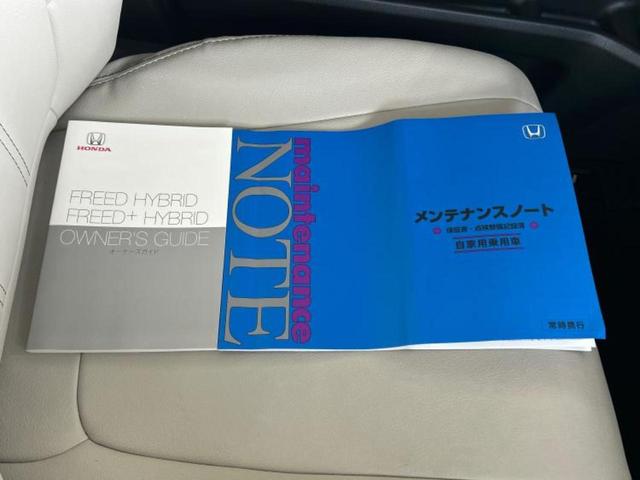 HONDA
FREED HYBRID
FREED+ HYBRID
OWNER'S GUIDE
オーナーズガイド
maintenance
NOTE
メンテナンスノート
保証書・点検整備記録簿
自家用乗用車
常時携行